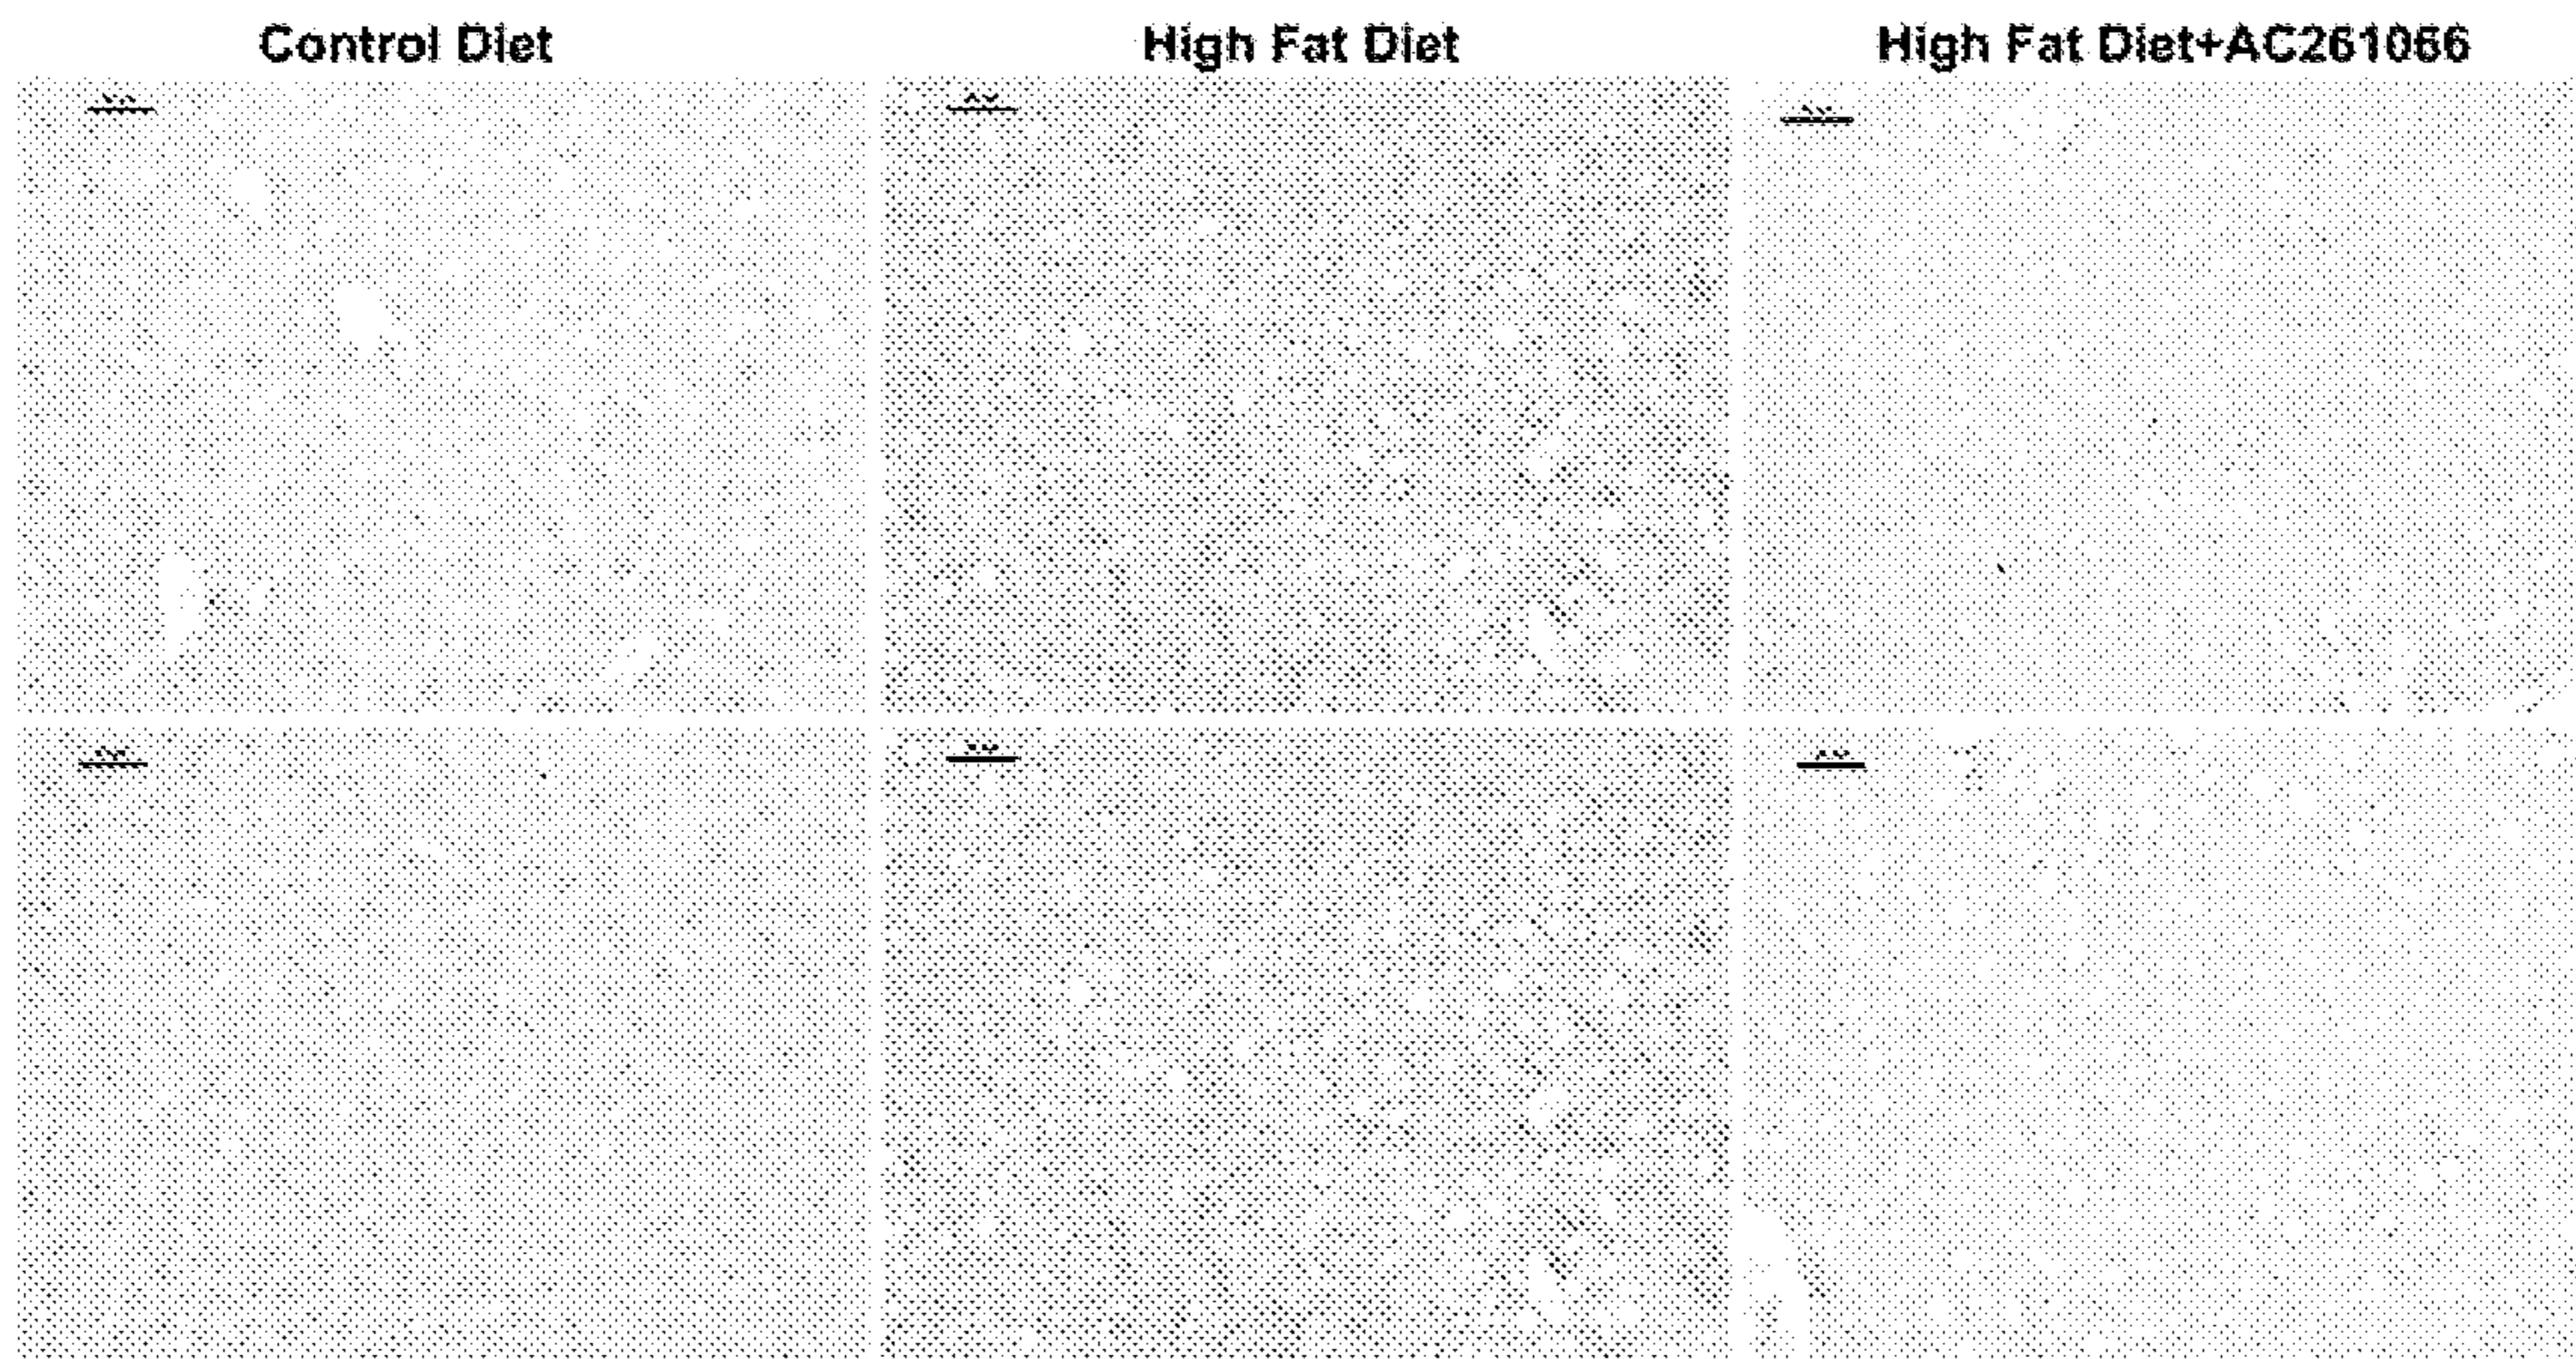 Control Diet
High Fat Diet
High Fat Diet+AC261066